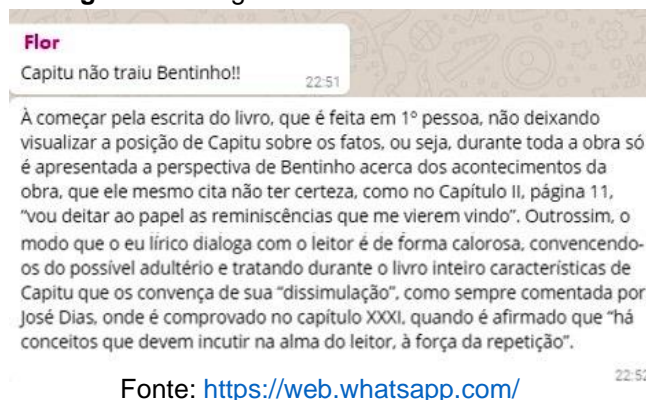 Flor
Capitu não traiu Bentinho!!
22:51
À começar pela escrita do livro, que é feita em 1º pessoa, não deixando
visualizar a posição de Capitu sobre os fatos, ou seja, durante toda a obra só
é apresentada a perspectiva de Bentinho acerca dos acontecimentos da
obra, que ele mesmo cita não ter certeza, como no Capítulo II, página 11,
“vou deitar ao papel as reminiscências que me vierem vindo”. Outrossim, o
modo que o eu lírico dialoga com o leitor é de forma calorosa, convencendo-
os do possível adultério e tratando durante o livro inteiro características de
Capitu que os convença de sua “dissimulação”, como sempre comentada por
José Dias, onde é comprovado no capítulo XXXI, quando é afirmado que “há
conceitos que devem incutir na alma do leitor, à força da repetição”.
22:52
Fonte: https://web.whatsapp.com/